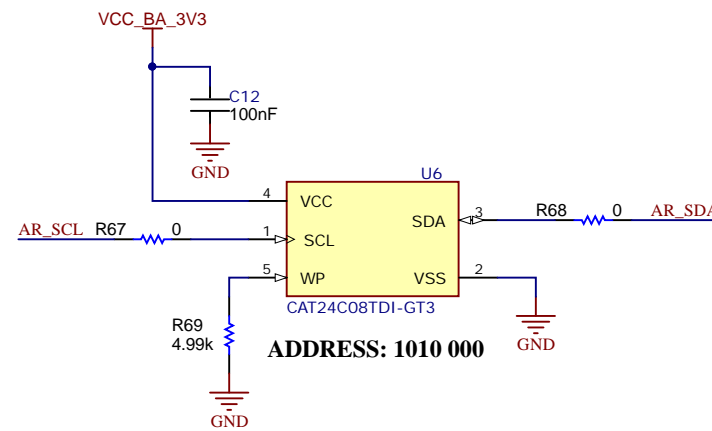 VCC_BA_3V3
C12
100nF
GND
U6
4
VCC
SDA
3
R68
0
AR_SDA
AR_SCL
R67
0
1
SCL
5
WP
VSS
2
CAT24C08TDI-GT3
R69
4.99k
ADDRESS: 1010 000
GND
GND